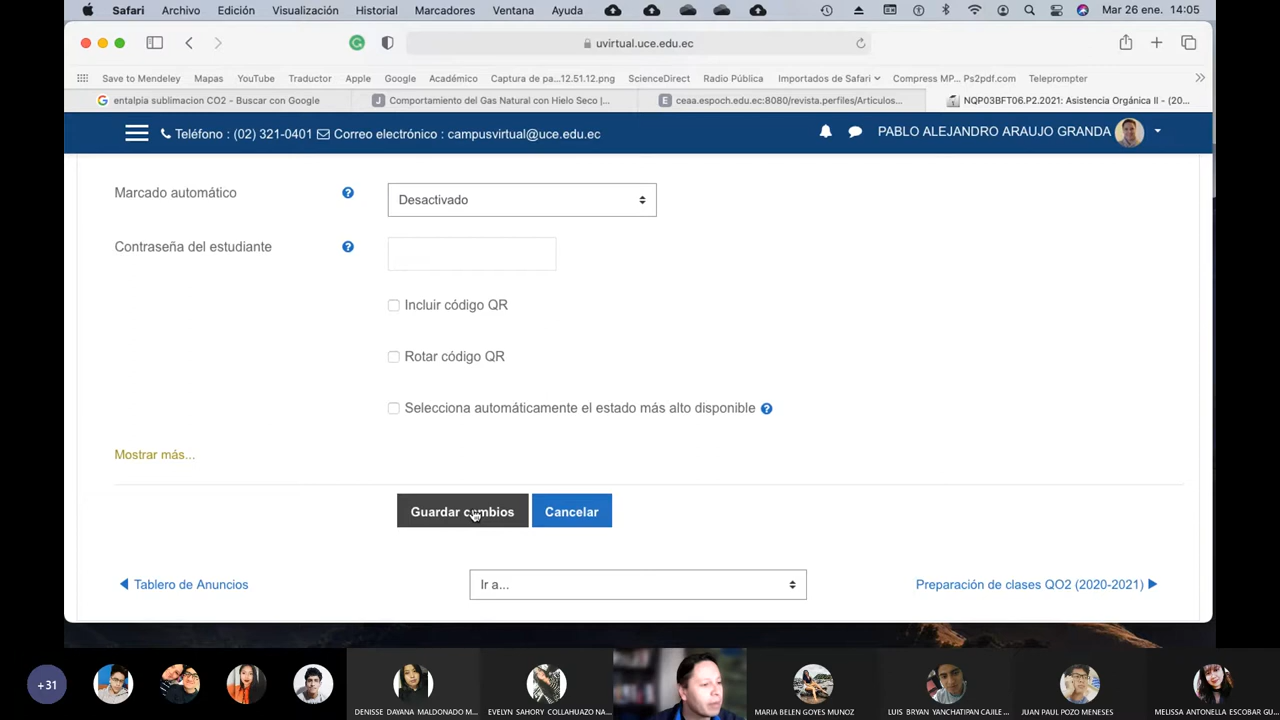 Safari Archivo Edición Visualización Historial Marcadores Ventana Ayuda Mar 26 ene. 14:05
uvirtual.uce.edu.ec
Save to Mendeley Mapas YouTube Traductor Apple Google Académico Captura de pa...12.51.12.png ScienceDirect Radio Pública Importados de Safari Compress MP... Ps2pdf.com Teleprompter
entalpia sublimacion CO2 - Buscar con Google Comportamiento del Gas Natural con Hielo Seco |... ceaa.espoch.edu.ec:8080/revista.perfiles/Articulos... NQP03BFT06.P2.2021: Asistencia Orgánica II - (20...
Teléfono : (02) 321-0401 Correo electrónico : campusvirtual@uce.edu.ec PABLO ALEJANDRO ARAUJO GRANDA
Marcado automático Desactivado
Contraseña del estudiante
Incluir código QR
Rotar código QR
Selecciona automáticamente el estado más alto disponible
Mostrar más...
Guardar cambios Cancelar
Tablero de Anuncios Ir a... Preparación de clases QO2 (2020-2021)
+31 DENISSE DAYANA MALDONADO M... EVELYN SAHORY COLLAHUAZO NA... MARIA BELEN GOYES MUNOZ LUIS BRYAN YANCHATIPAN CAJILE... JUAN PAUL POZO MENESES MELISSA ANTONELLA ESCOBAR GU...